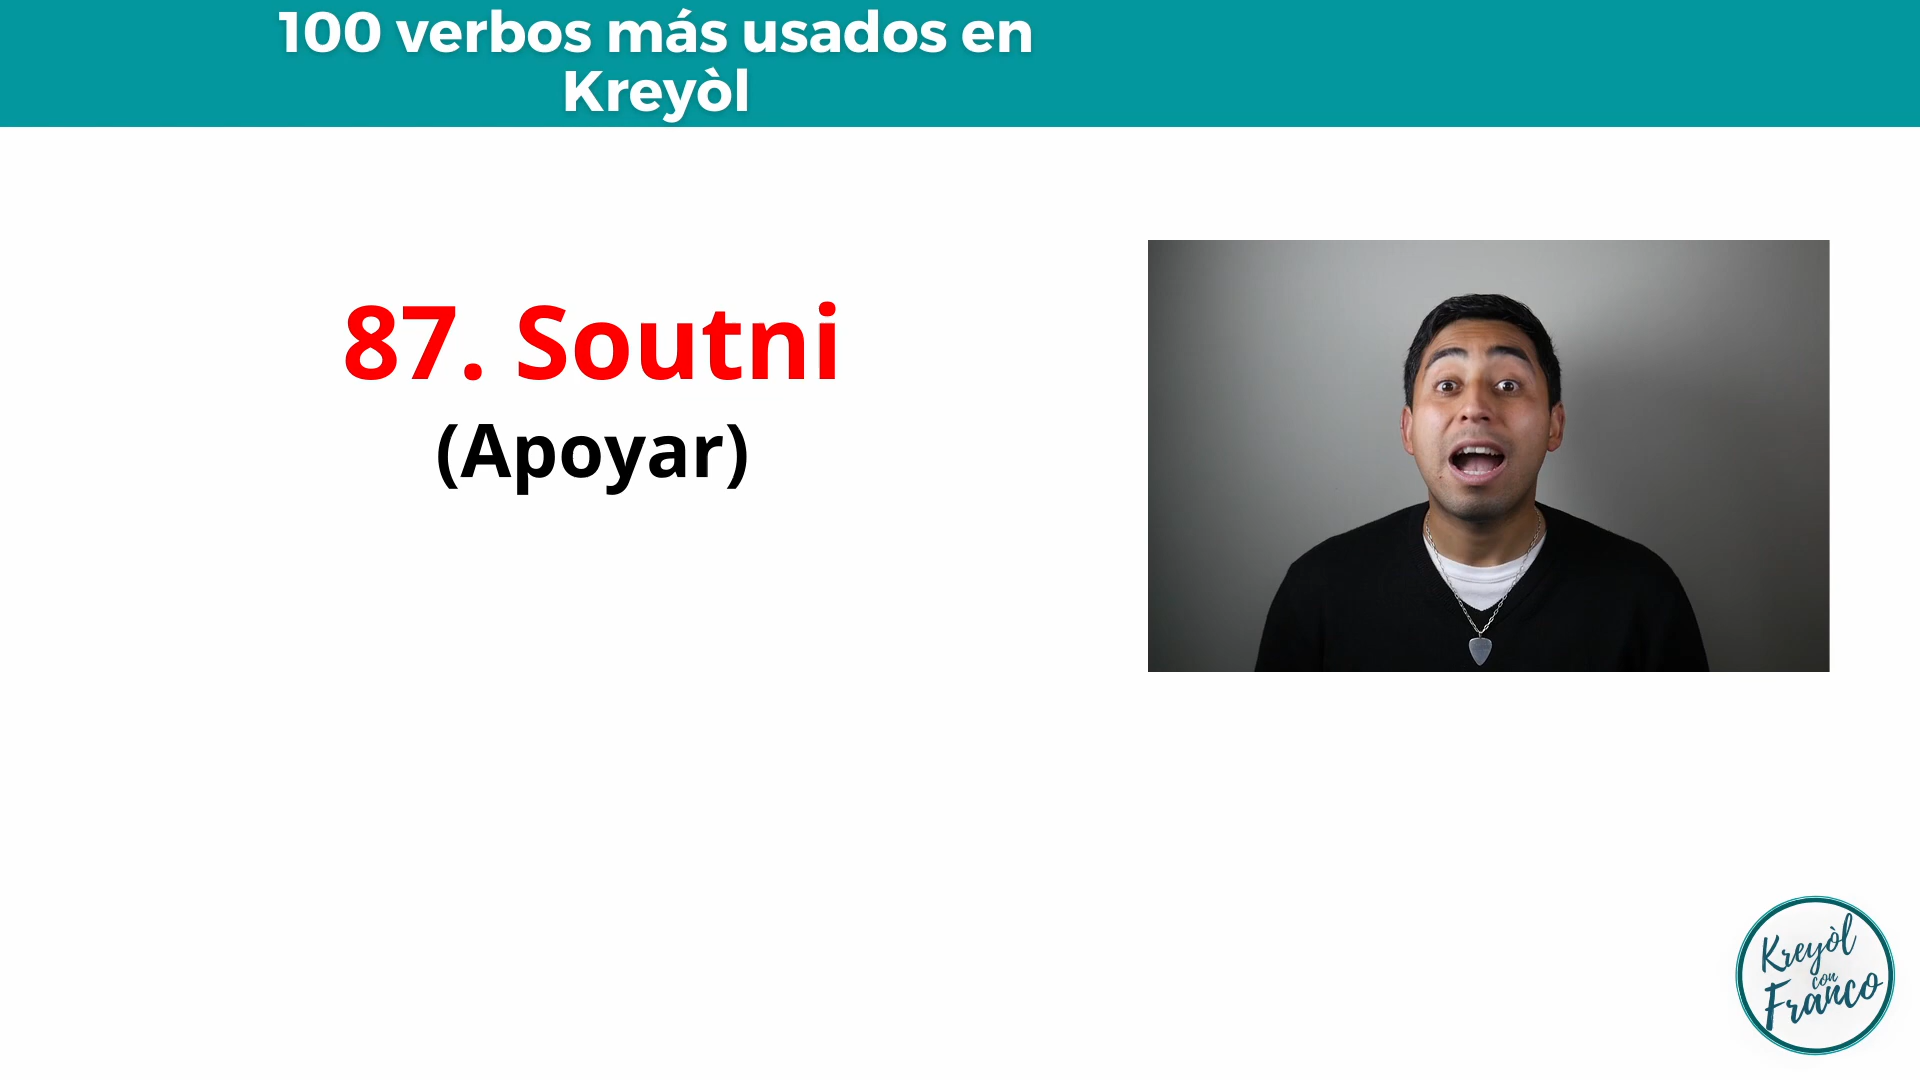 100 verbos más usados en
Kreyòl
87. Soutni
(Apoyar)
Kreyòl
con
Franco